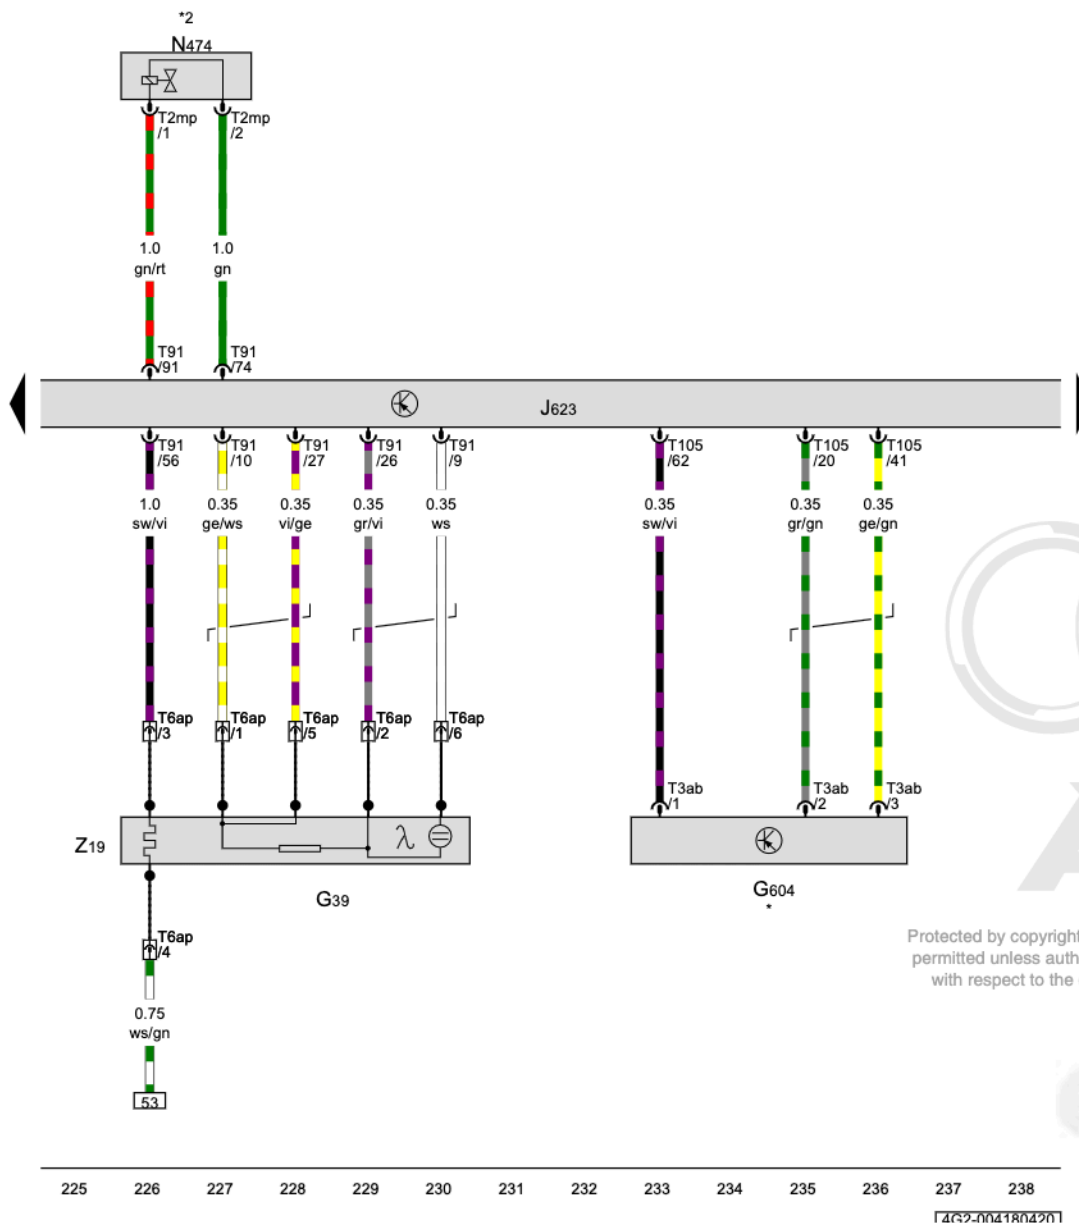 *2
N474
T2mp
/1
T2mp
/2
1.0
gn/rt
1.0
gn
T91
/91
T91
/74
J623
T91
/56
T91
/10
T91
/27
T91
/26
T91
/9
T105
/62
T105
/20
T105
/41
1.0
sw/vi
0.35
ge/ws
0.35
vi/ge
0.35
gr/vi
0.35
ws
0.35
sw/vi
0.35
gr/gn
0.35
ge/gn
T6ap
/3
T6ap
/1
T6ap
/5
T6ap
/2
T6ap
/6
T3ab
/1
T3ab
/2
T3ab
/3
Z19
λ
G39
G604
*
T6ap
/4
Protected by copyright
permitted unless auth
with respect to the
0.75
ws/gn
53
225 226 227 228 229 230 231 232 233 234 235 236 237 238
4G2-004180420